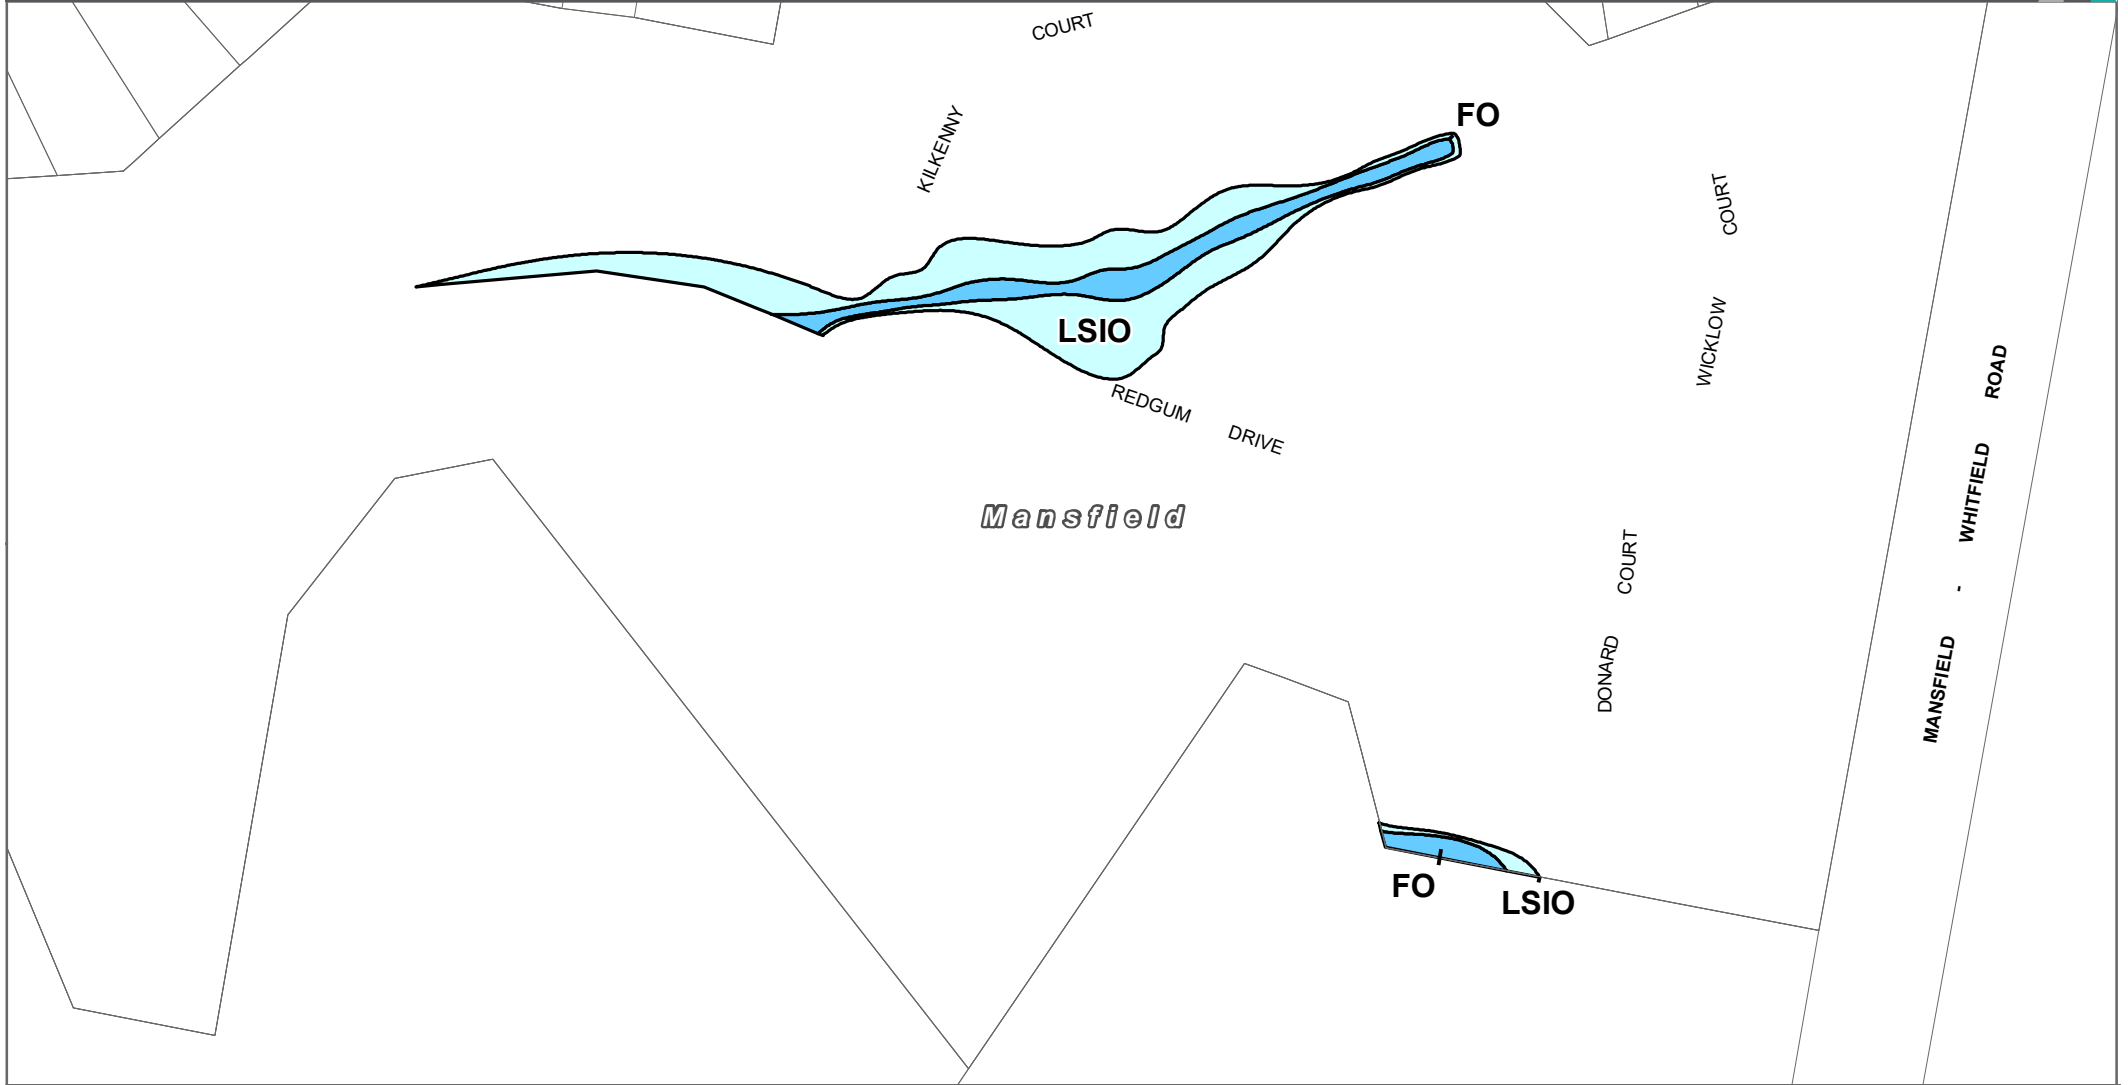 COURT
KILKENNY
FO
COURT
WICKLOW
LSIO
REDGUM DRIVE
MANSFIELD - WHITFIELD ROAD
Mansfield
DONARD COURT
FO
LSIO